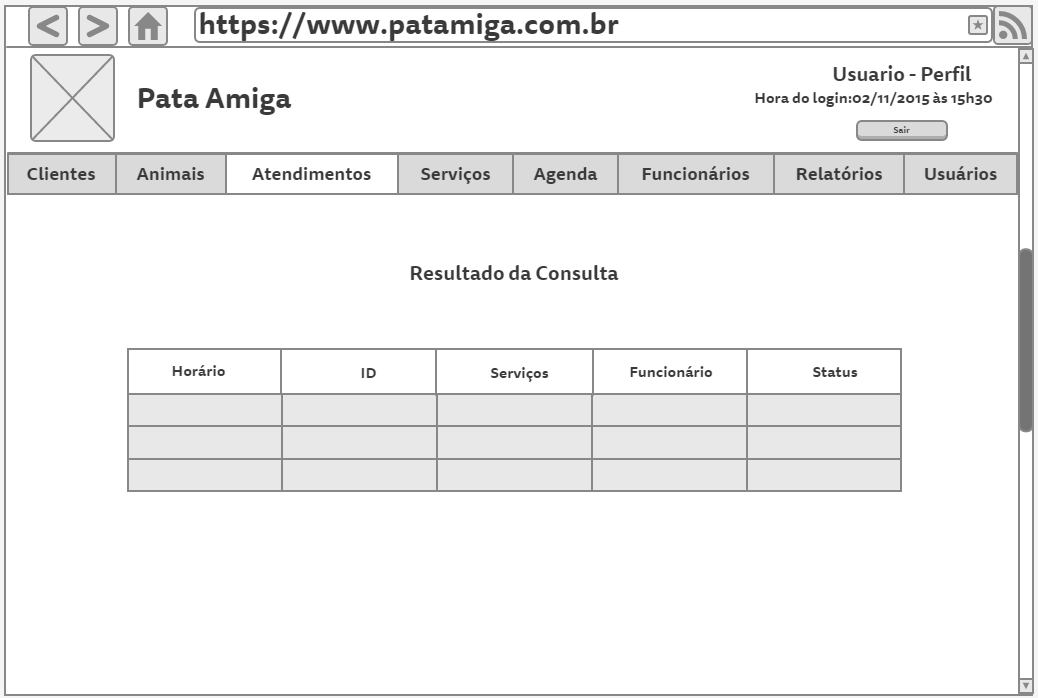 https://www.patamiga.com.br
Pata Amiga
Usuario - Perfil
Hora do login:02/11/2015 às 15h30
Sair
Clientes Animais Atendimentos Serviços Agenda Funcionários Relatórios Usuários
Resultado da Consulta
Horário ID Serviços Funcionário Status